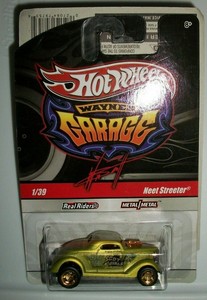 Hot Wheels
WAYNE'S
GARAGE
1/39
Neet Streeter
Real Riders
METAL/METAL